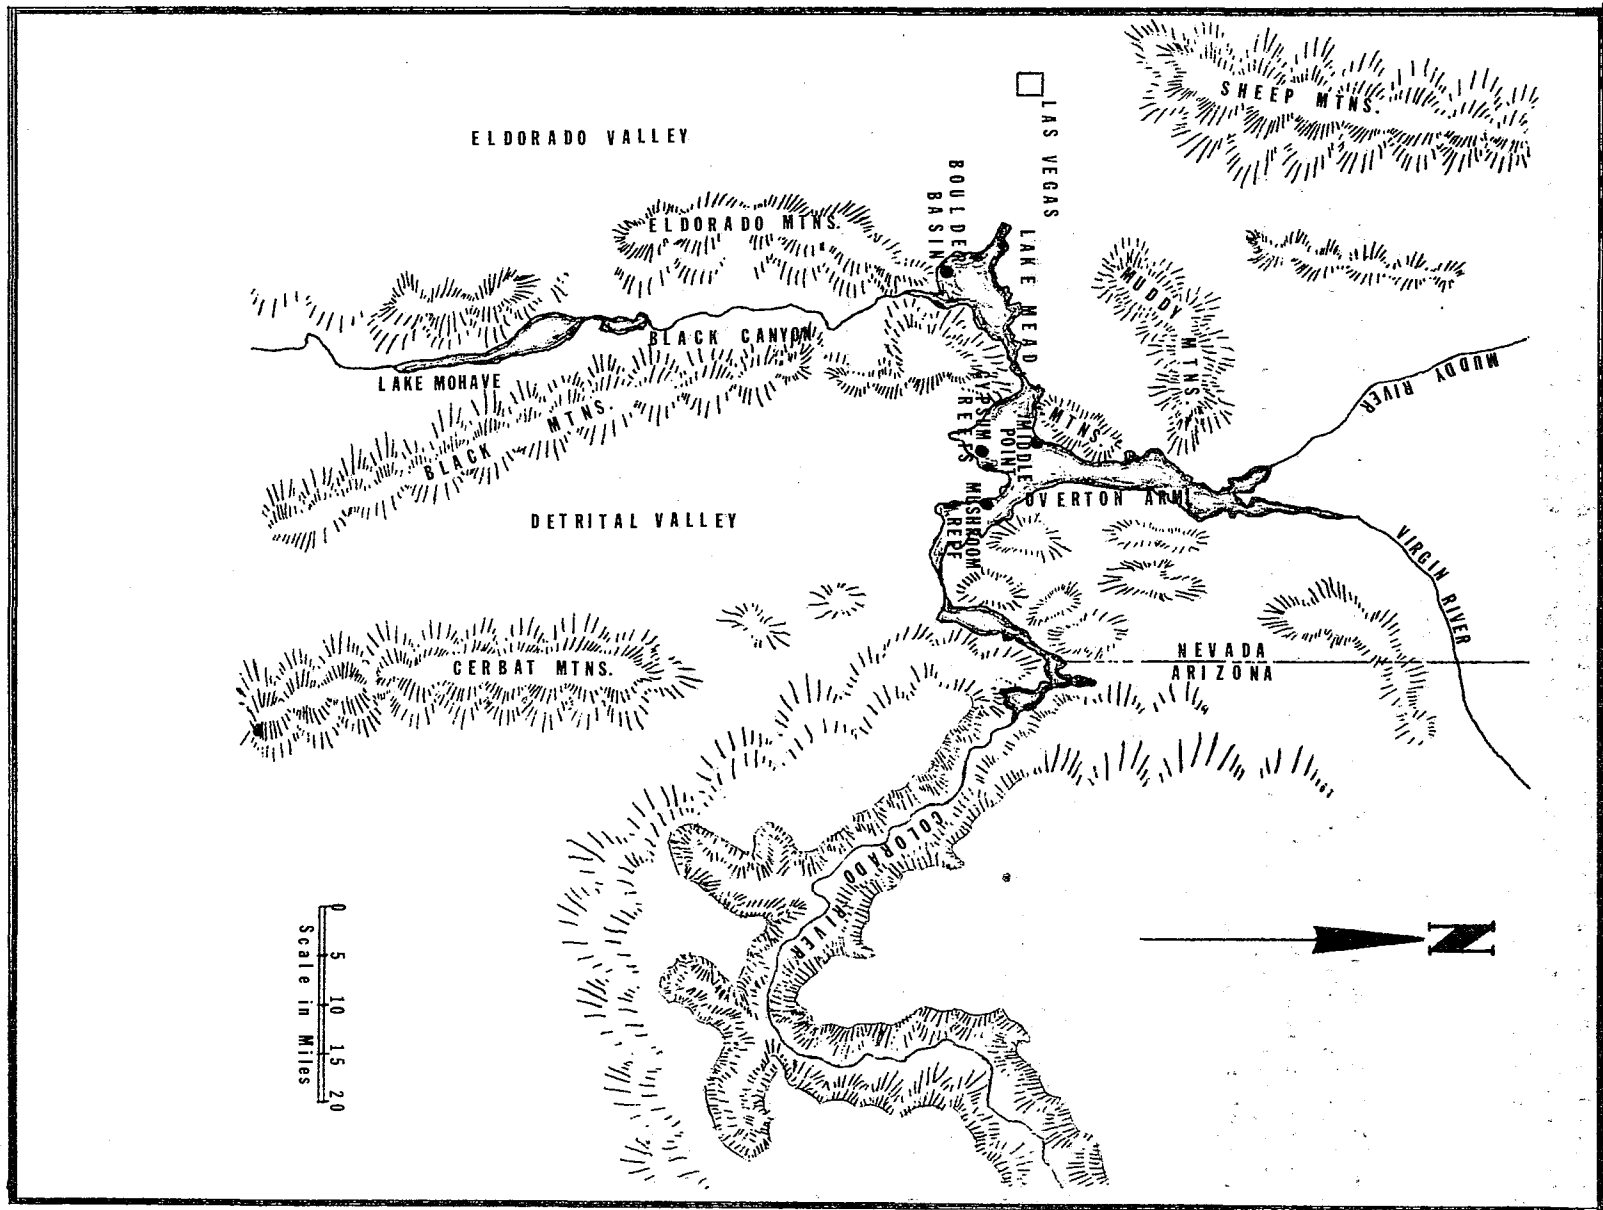 SHEEP MTNS.
LAS VEGAS
ELDORADO VALLEY
BOULDER
BASIN
ELDORADO MTNS.
LAKE MEAD
MUDDY
MTNS.
BLACK CANYON
LAKE MOHAVE
MUDDY
RIVER
BLACK MTNS.
GYPSUM
REEFS
MIDDLE
POINT
MTNS.
OVERTON ARM
MUSHROOM
REEF
DETRITAL VALLEY
VIRGIN RIVER
NEVADA
ARIZONA
CERBAT MTNS.
COLORADO
RIVER
N
0 5 10 15 20
Scale in Miles